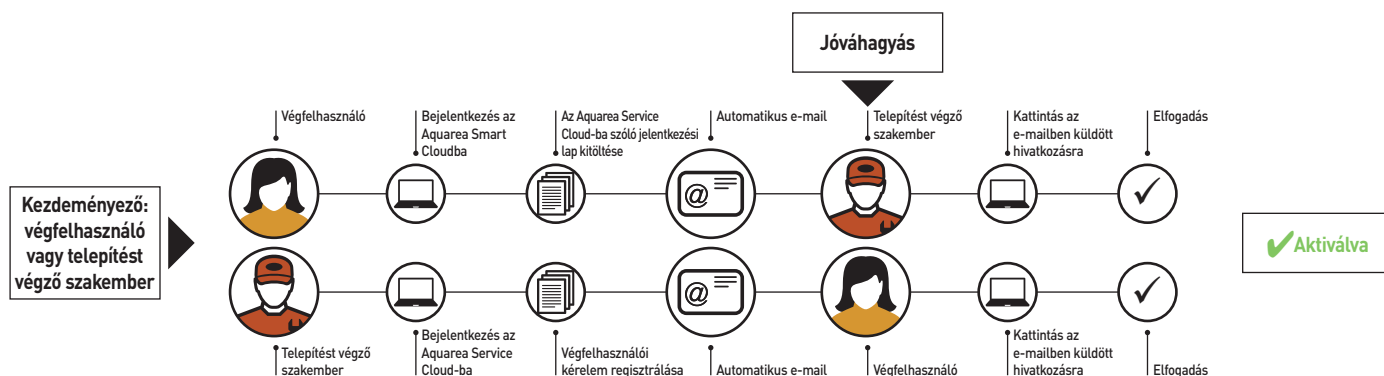 Jóváhagyás
Végfelhasználó
Bejelentkezés az
Aquarea Smart
Cloudba
Az Aquarea Service
Cloud-ba szóló jelentkezési
lap kitöltése
Automatikus e-mail
Telepítést végző
szakember
Kattintás az
e-mailben küldött
hivatkozásra
Elfogadás
Kezdeményező:
végfelhasználó
vagy telepítést
végző szakember
@
@
Aktiválva
Telepítést végző
szakember
Bejelentkezés az
Aquarea Service
Cloud-ba
Végfelhasználói
kérelem regisztrálása
Automatikus e-mail
Végfelhasználó
Kattintás az
e-mailben küldött
hivatkozásra
Elfogadás